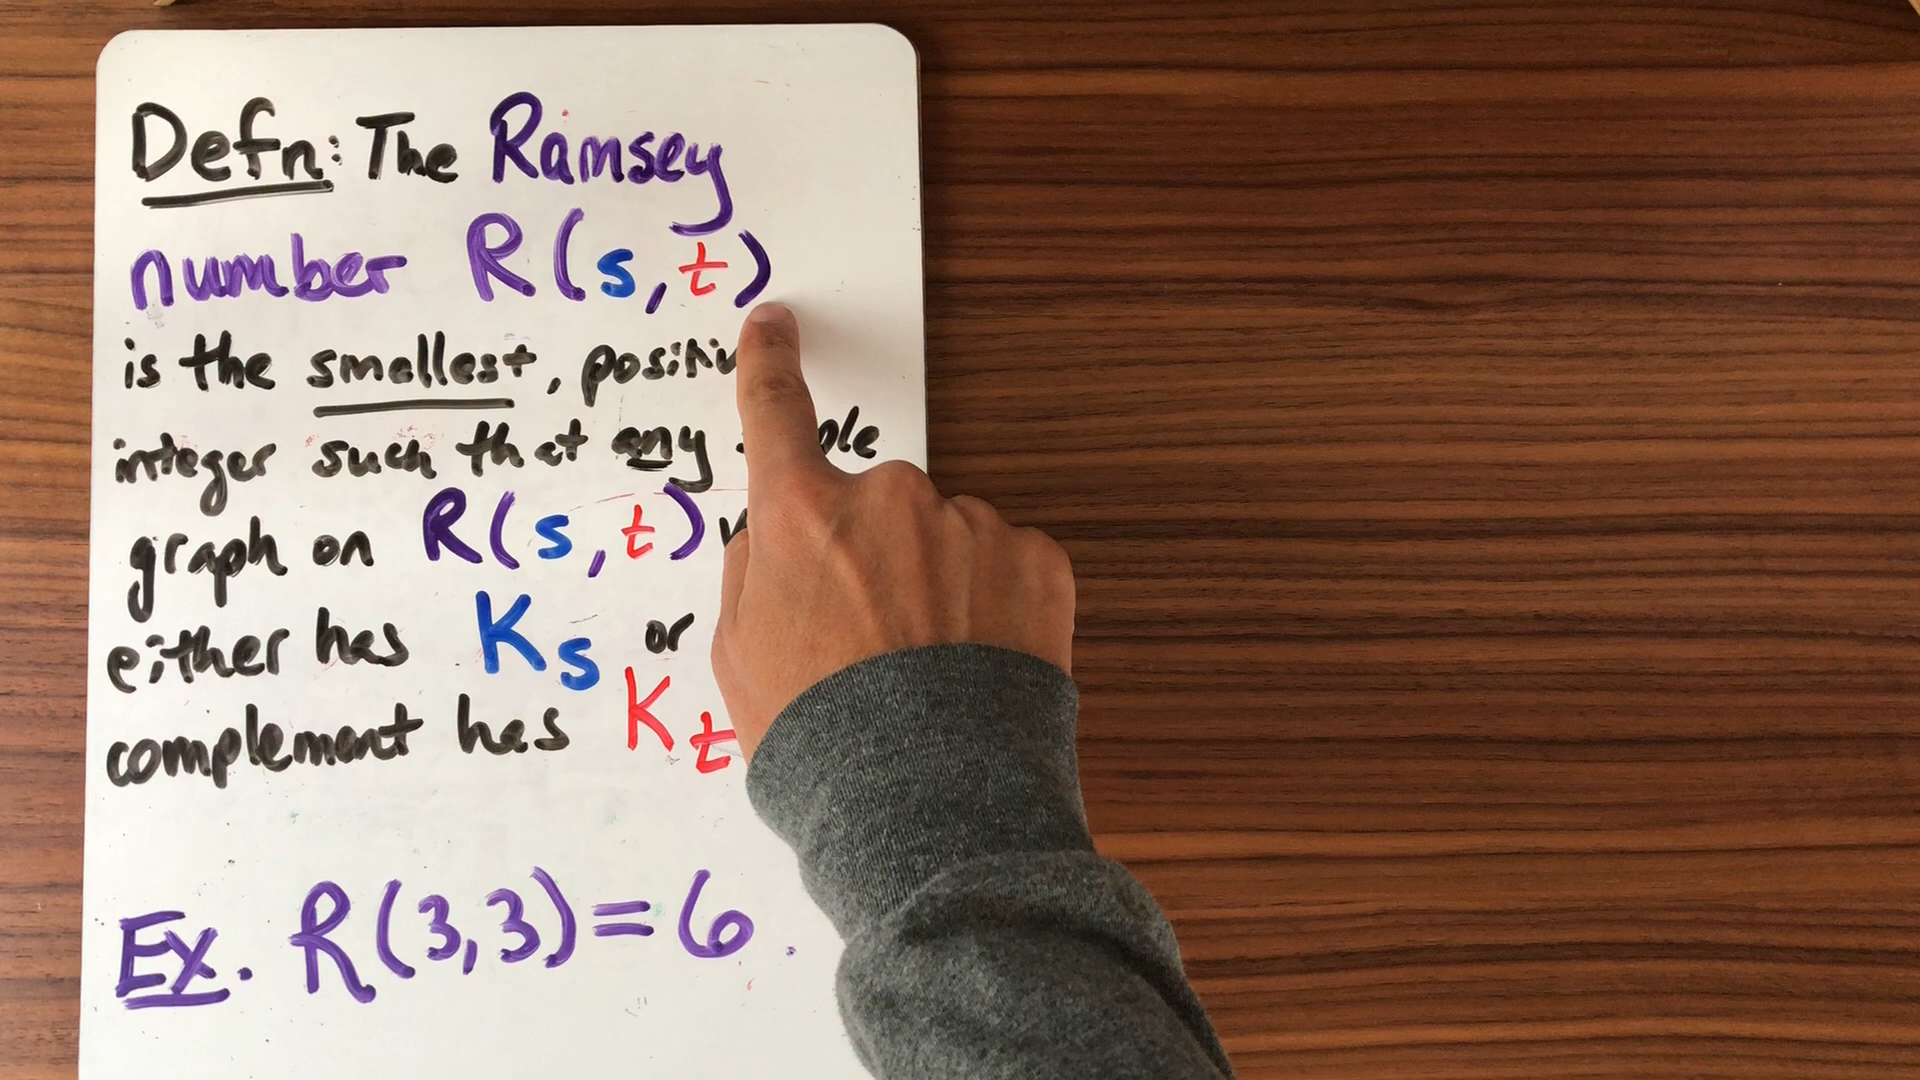 Defn: The Ramsey
number R(s,t)
is the smallest, positiv
integer such that any
graph on R(s,t)
either has Ks or
complement has Kt
Ex. R(3,3)=6.